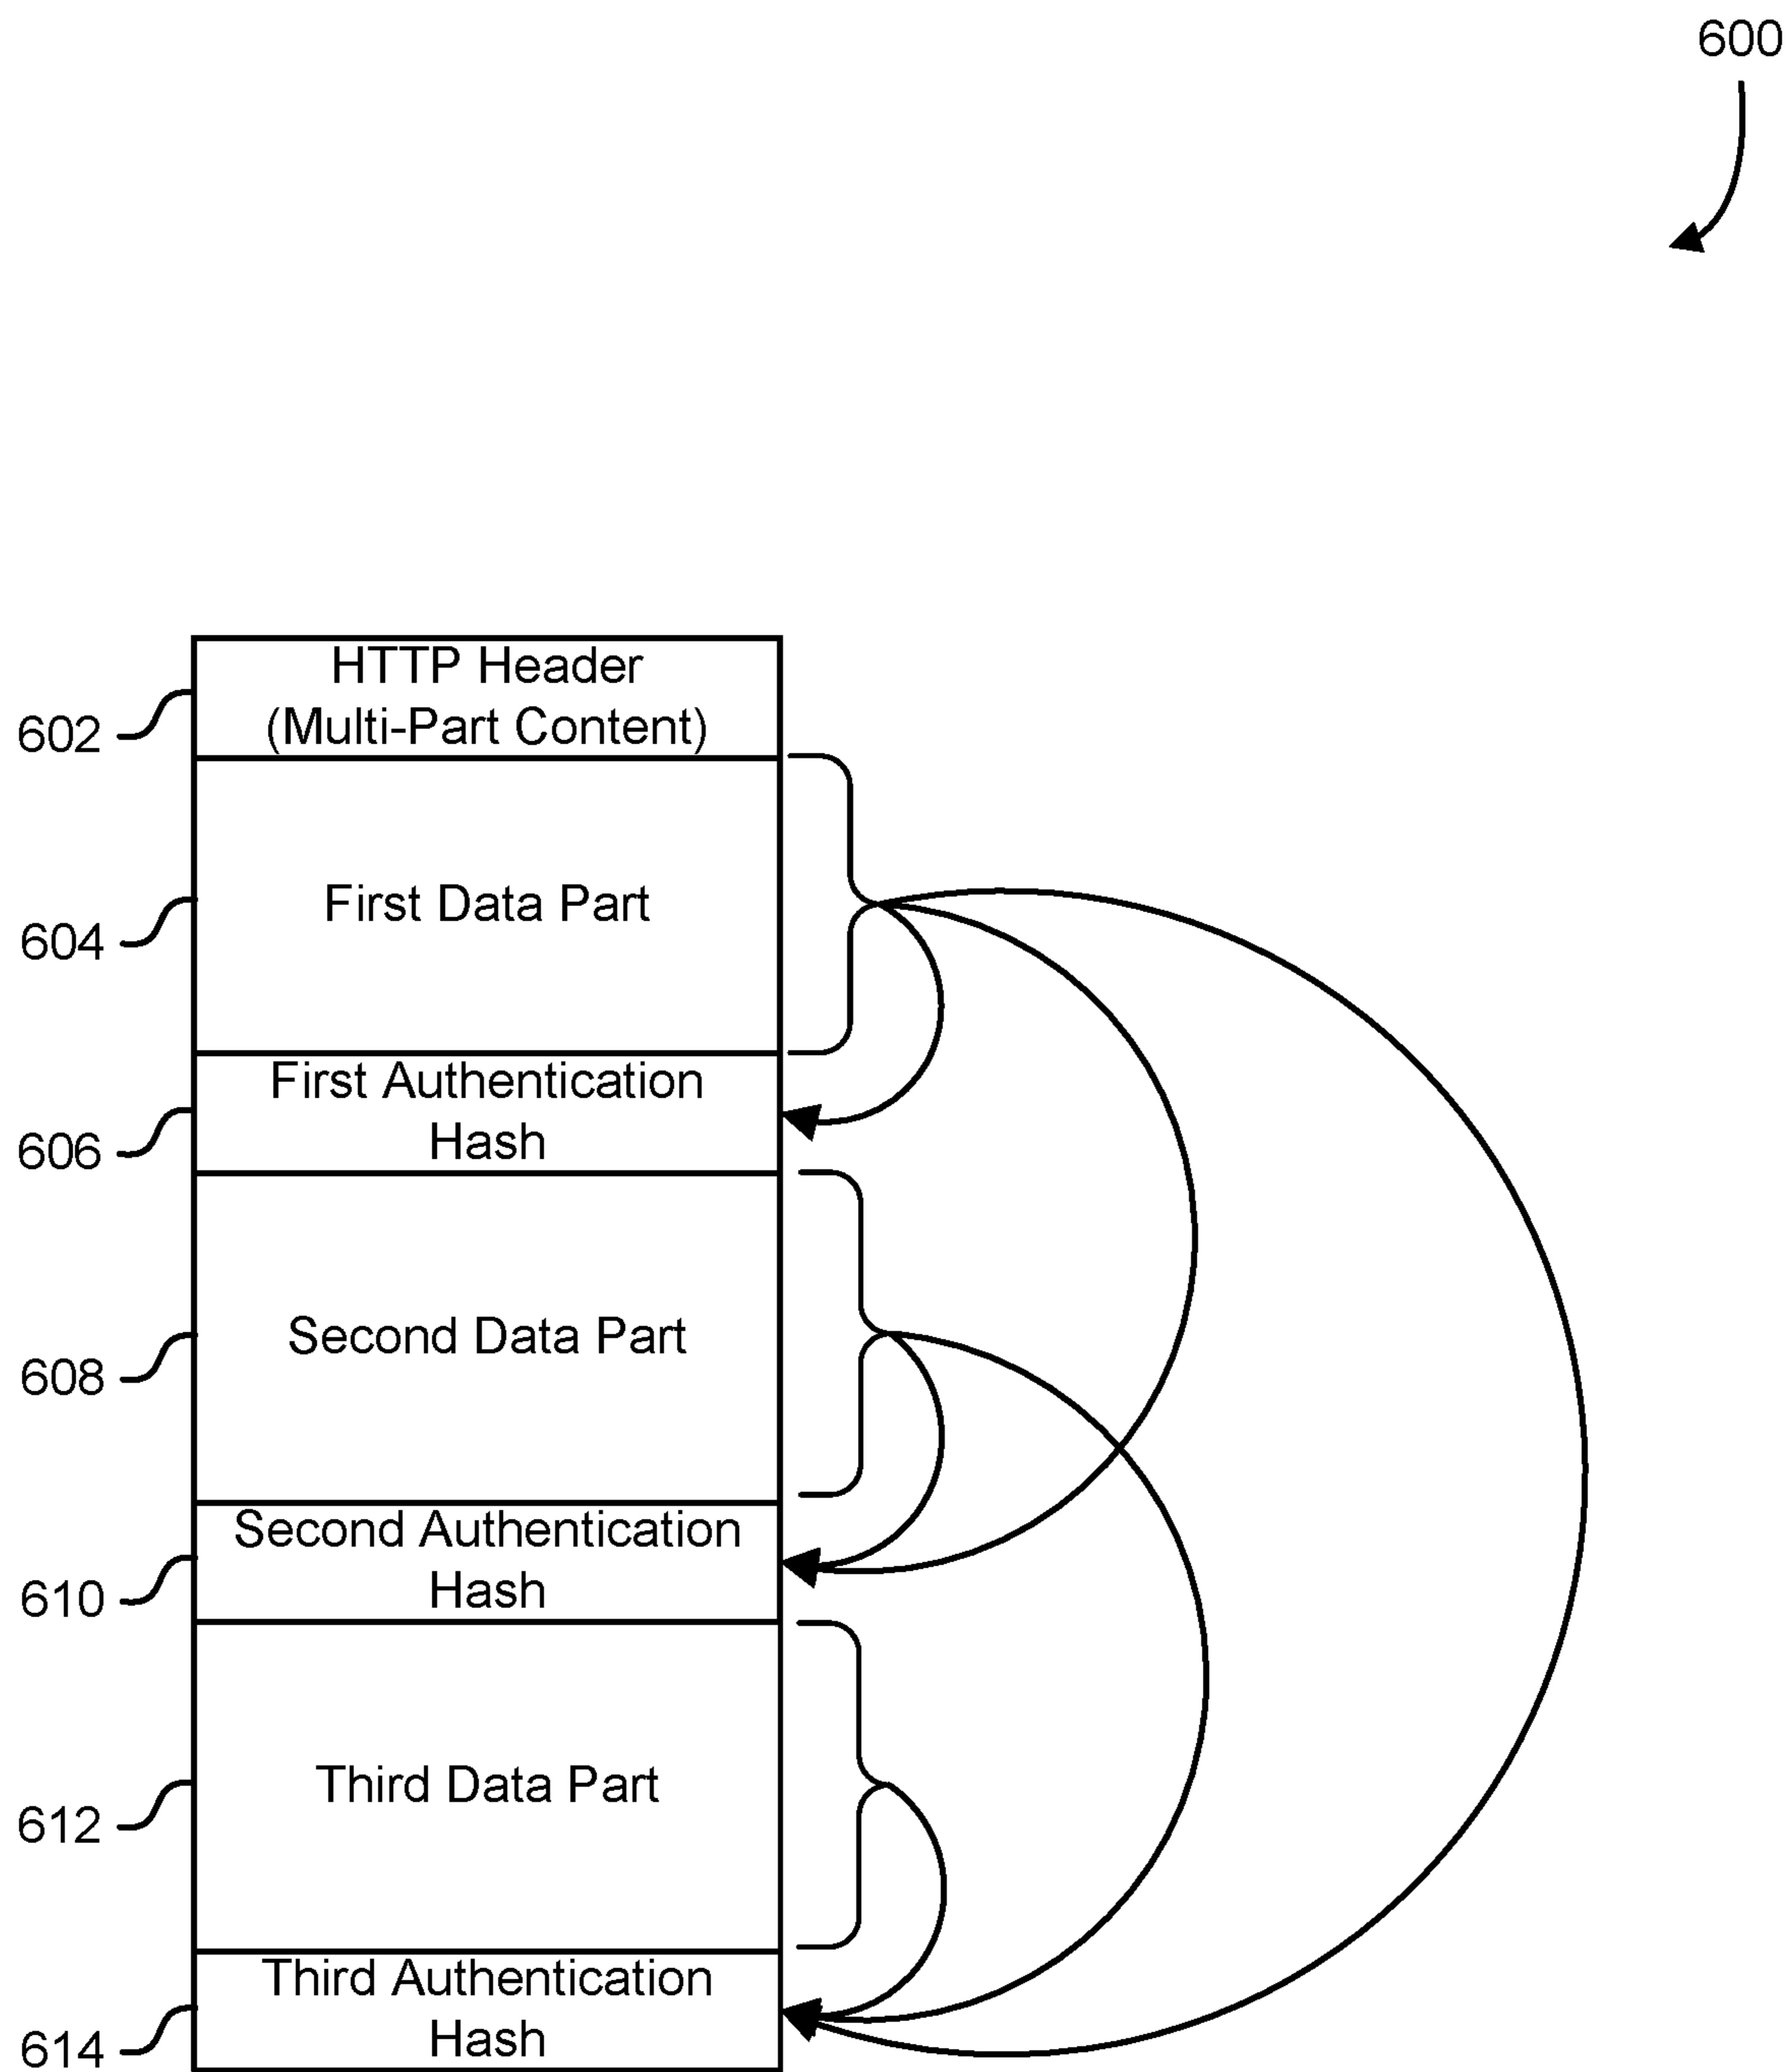 600
HTTP Header
(Multi-Part Content)
602
First Data Part
604
First Authentication
Hash
606
Second Data Part
608
Second Authentication
Hash
610
Third Data Part
612
Third Authentication
Hash
614